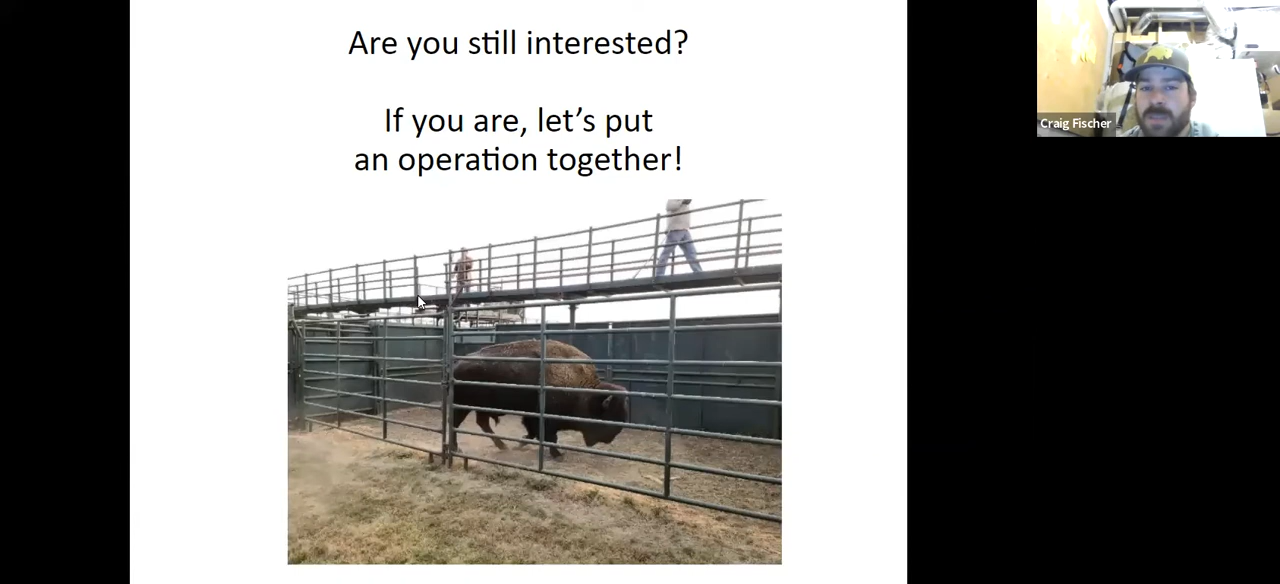 Are you still interested?
If you are, let's put
an operation together!
Craig Fischer